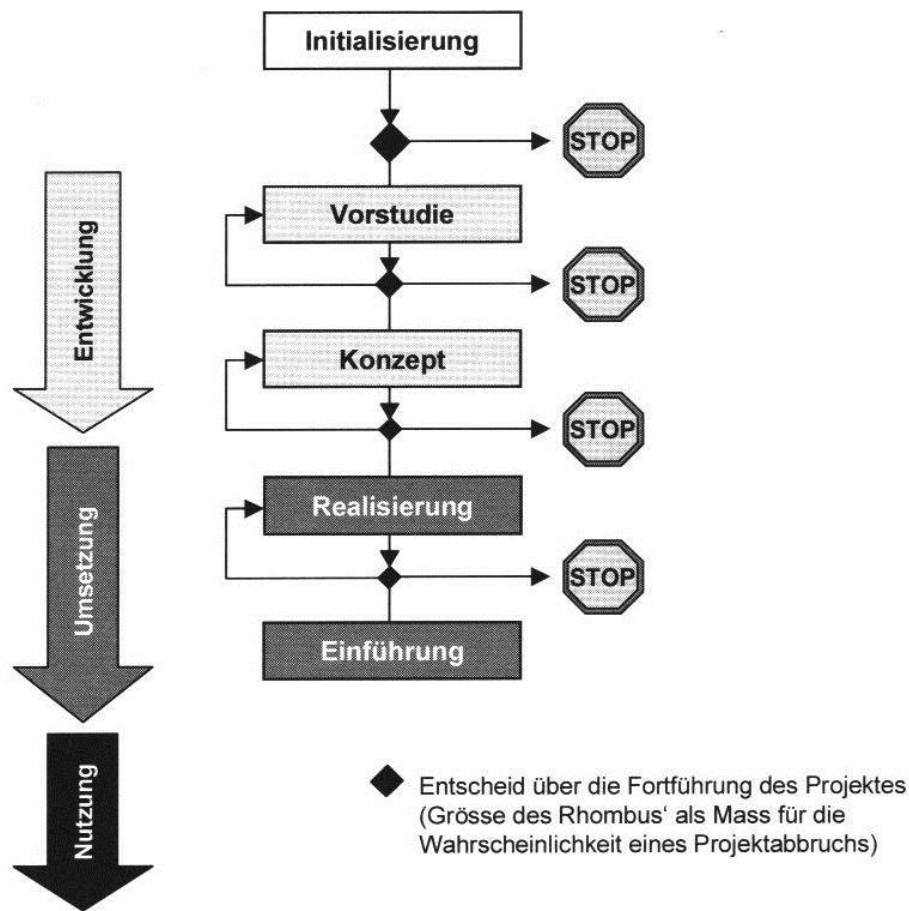 Initialisierung
STOP
Entwicklung
Vorstudie
STOP
Konzept
STOP
Umsetzung
Realisierung
STOP
Einführung
Nutzung
Entscheid über die Fortführung des Projektes
(Grösse des Rhombus‘ als Mass für die
Wahrscheinlichkeit eines Projektabbruchs)